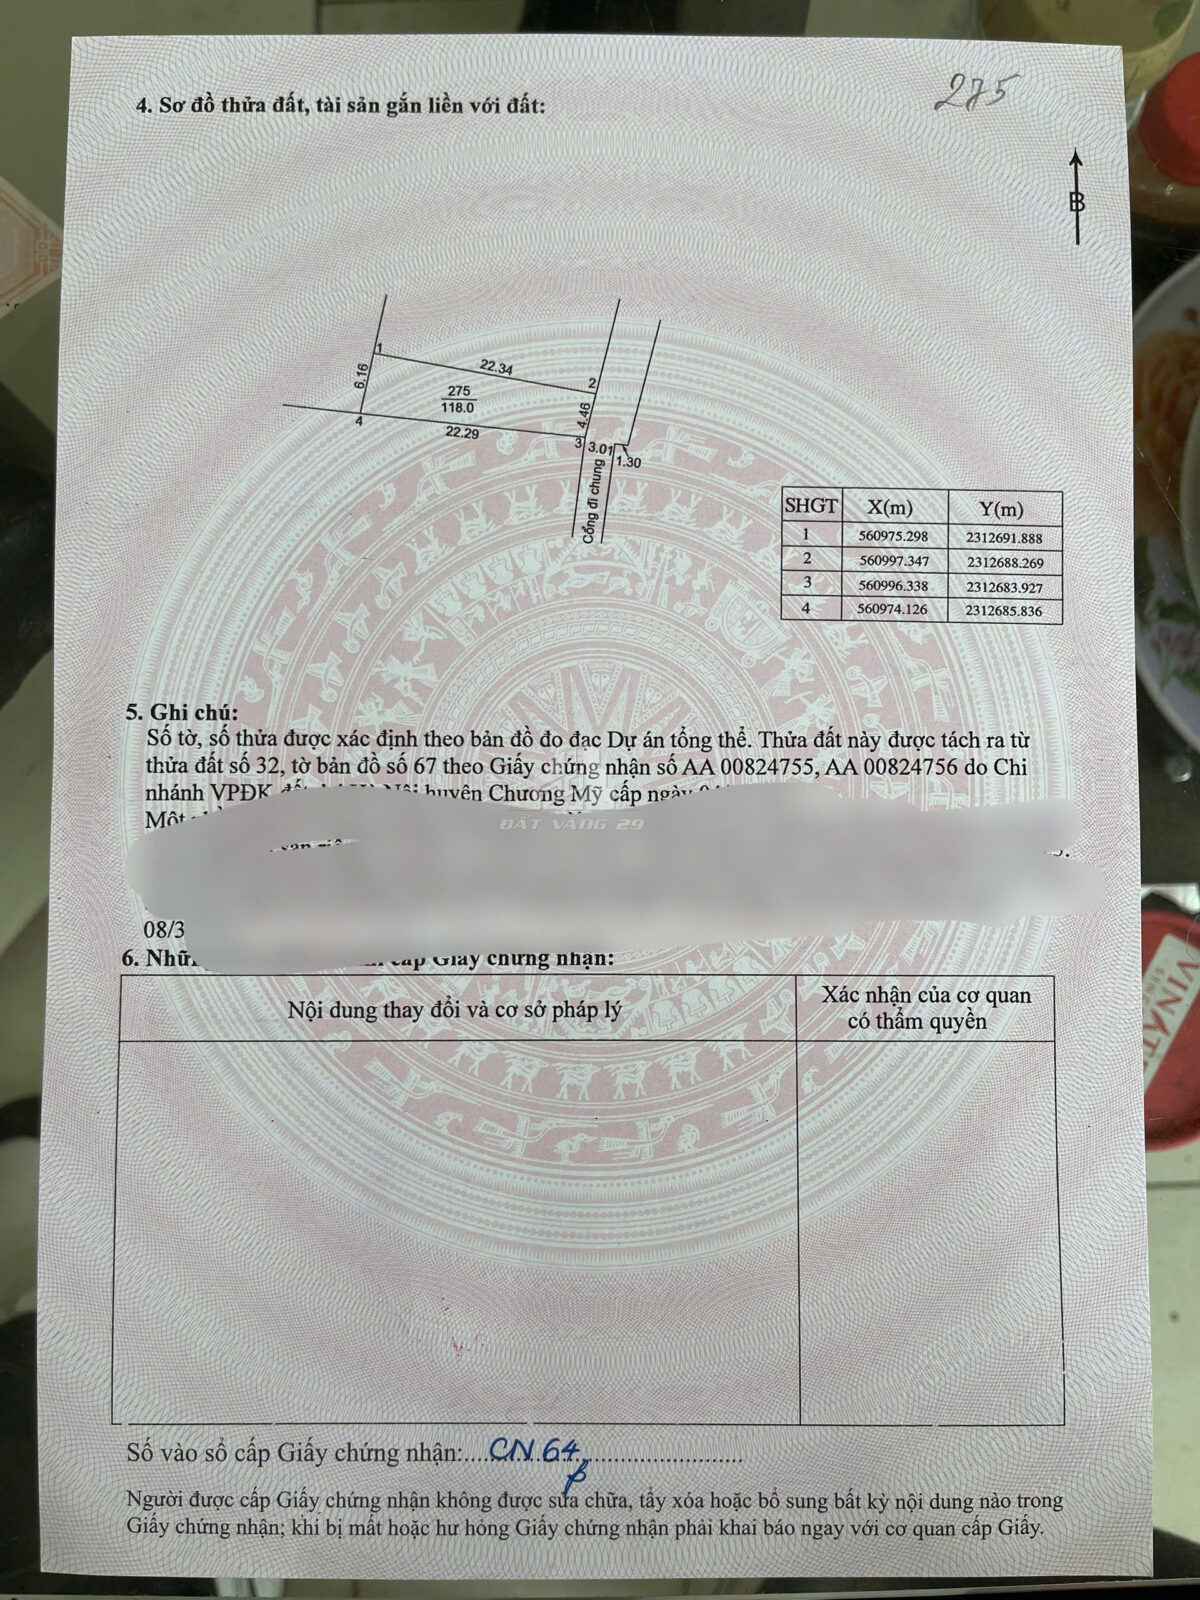 275
4. Sơ đồ thửa đất, tài sản gắn liền với đất:
B
1
22.34
2
6.16
275
118.0
4.46
4
22.29
3
3.01
1.30
Cổng đi chung
SHGT X(m) Y(m)
1 560975.298 2312691.888
2 560997.347 2312688.269
3 560996.338 2312683.927
4 560974.126 2312685.836
5. Ghi chú:
Số tờ, số thửa được xác định theo bản đồ đo đạc Dự án tổng thể. Thửa đất này được tách ra từ
thửa đất số 32, tờ bản đồ số 67 theo Giấy chứng nhận số AA 00824755, AA 00824756 do Chi
nhánh VPĐK huyện Chương Mỹ cấp ngày
Một
ĐẤT VÀNG 29
08/3
6. cấp Giấy chứng nhận:
Nội dung thay đổi và cơ sở pháp lý
Xác nhận của cơ quan
có thẩm quyền
Số vào sổ cấp Giấy chứng nhận:....CN 64..........................
Người được cấp Giấy chứng nhận không được sửa chữa, tẩy xóa hoặc bổ sung bất kỳ nội dung nào trong
Giấy chứng nhận; khi bị mất hoặc hư hỏng Giấy chứng nhận phải khai báo ngay với cơ quan cấp Giấy.
VINAT